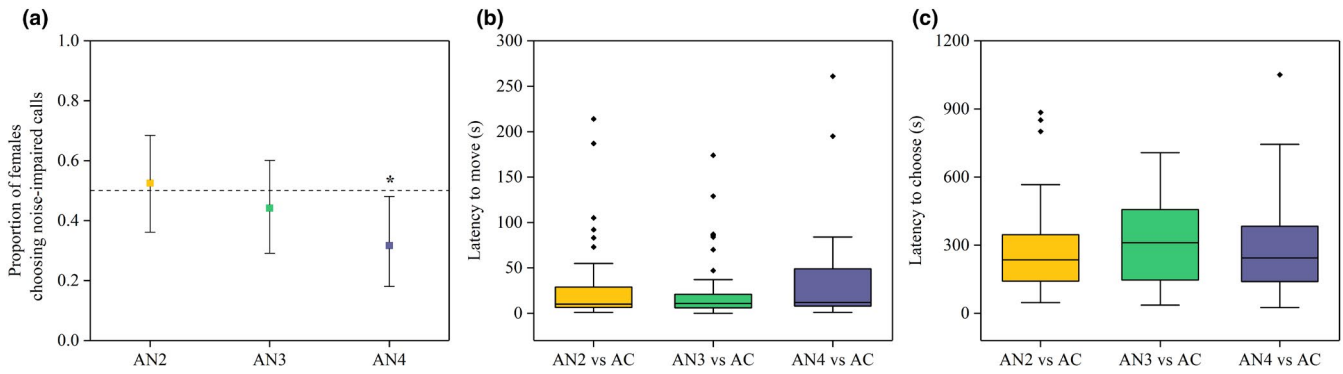 (a)
1.0
0.8
0.6
0.4
0.2
0.0
Proportion of females
choosing noise-impaired calls
*
AN2
AN3
AN4
(b)
300
250
200
150
100
50
0
Latency to move (s)
AN2 vs AC
AN3 vs AC
AN4 vs AC
(c)
1200
900
600
300
0
Latency to choose (s)
AN2 vs AC
AN3 vs AC
AN4 vs AC